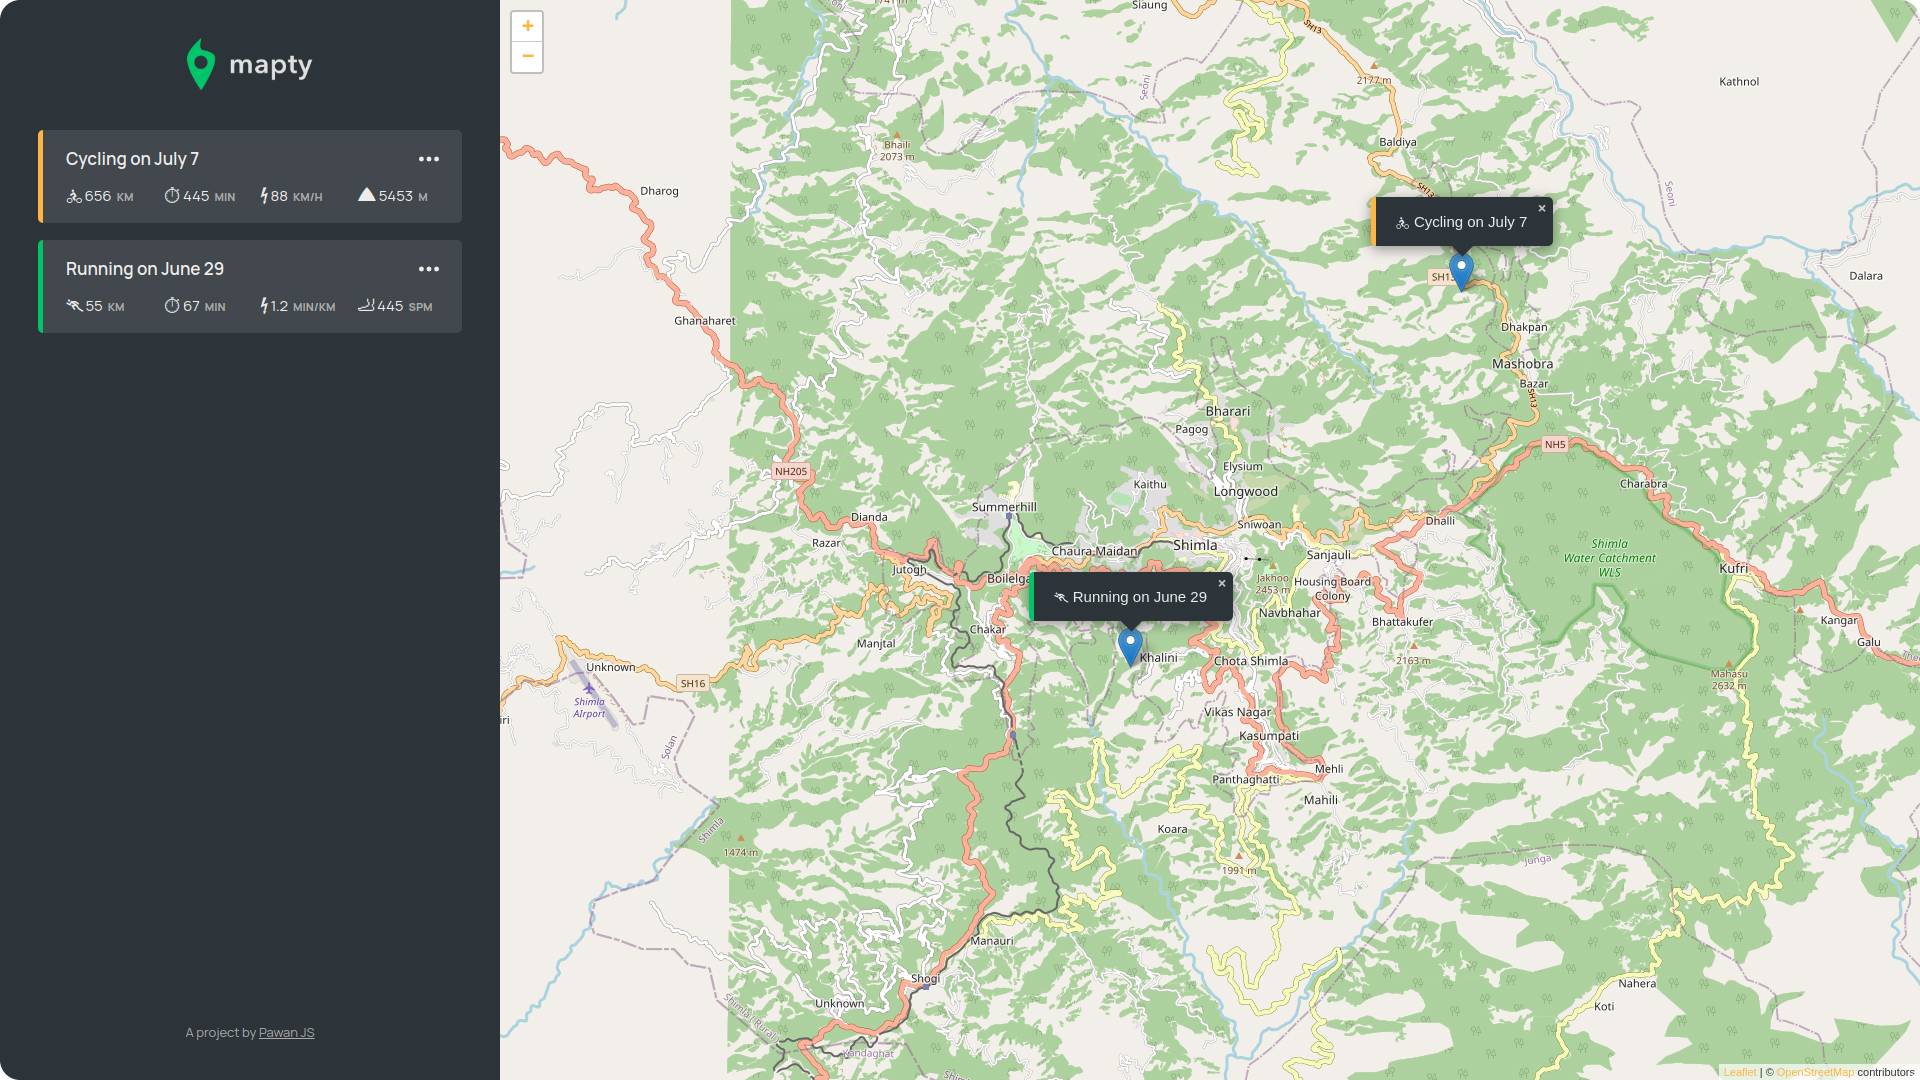 mapty
Cycling on July 7
656 KM
445 MIN
88 KM/H
5453 M
Running on June 29
55 KM
67 MIN
1.2 MIN/KM
445 SPM
A project by Pawan JS
+
−
Siaung
SH13
2177 m
Kathnol
Seoni
Bhaili
2073 m
Baldiya
Dharog
SH13
Seoni
× Cycling on July 7
SH13
Dalara
Ghanaharet
Dhakpan
Mashobra
Bazar
SH13
Bharari
Pagog
NH5
NH205
Elysium
Kaithu
Longwood
Charabra
Summerhill
Dianda
Sniwoan
Dhalli
Razar
Chaura Maidan
Shimla
Sanjauli
Shimla
Water Catchment
WLS
Jutogh
Boilelga
Jakhoo
2453 m
Housing Board
Colony
Kufri
× Running on June 29
Navbhahar
Bhattakufer
Kangar
Chakar
Manjtal
Galu
Khalini
Chota Shimla
2163 m
Unknown
SH16
Mahasu
2632 m
Shimla
AIrport
iri
Vikas Nagar
Solan
Kasumpati
Mehli
Panthaghatti
Mahili
Shimla
Koara
1474 m
1991 m
Junga
Manauri
Shogi
Nahera
Unknown
Koti
Shimla Rural
Kandaghat
Leaflet | © OpenStreetMap contributors